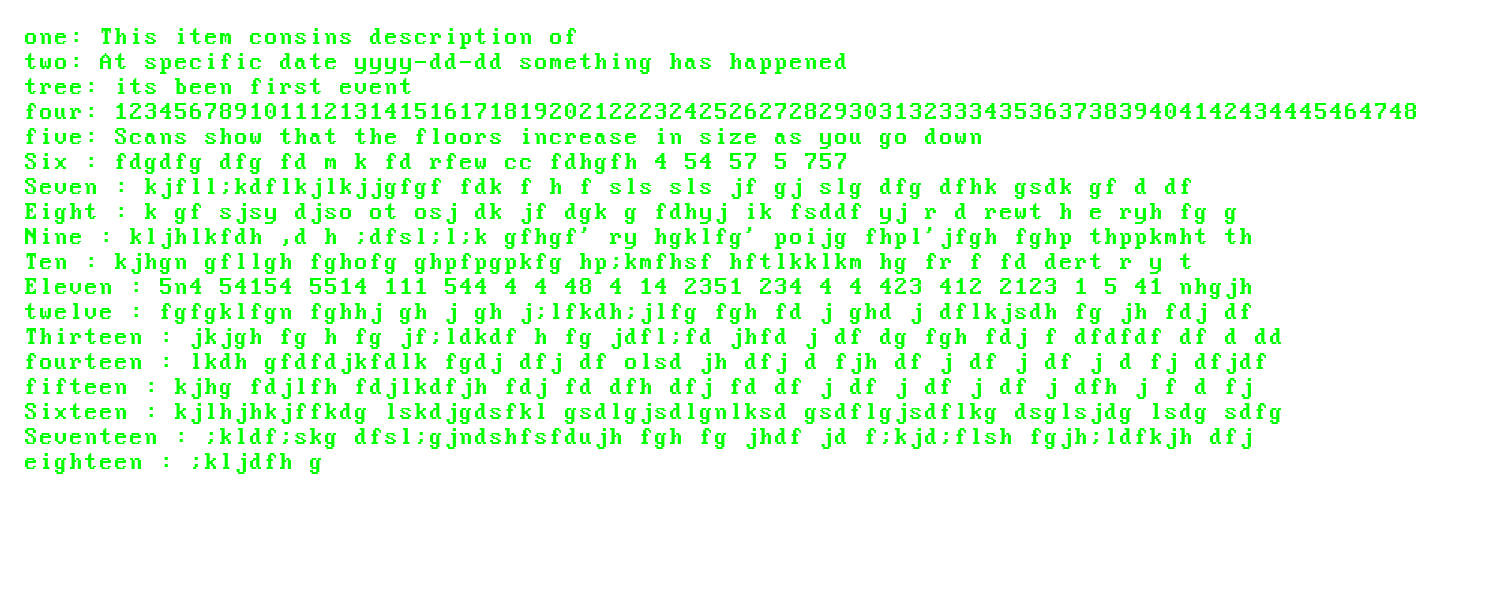 one: This item consins description of
two: At specific date yyyy-dd-dd something has happened
tree: its been first event
four: 123456789101112131415161718192021222324252627282930313233343536373839404142434445464748
five: Scans show that the floors increase in size as you go down
Six : fdgdfg dfg fd m k fd rfew cc fdhgfh 4 54 57 5 757
Seven : kjfll;kdflkjlkjjgfgf fdk f h f sls sls jf gj slg dfg dfhk gsdk gf d df
Eight : k gf sjsy djso ot osj dk jf dgk g fdhyj ik fsddf yj r d rewt h e ryh fg g
Nine : kljhlkfdh ,d h ;dfsl;l;k gfhgf' ry hgklfg' poijg fhpl'jfgh fghp thppkmht th
Ten : kjhgn gfllgh fghofg ghpfpgpkfg hp;kmfhsf hftlkklkm hg fr f fd dert r y t
Eleven : 5n4 54154 5514 111 544 4 4 48 4 14 2351 234 4 4 423 412 2123 1 5 41 nhgjh
twelve : fgfgklfgn fghhj gh j gh j;lfkdh;jlfg fgh fd j ghd j dflkjsdh fg jh fdj df
Thirteen : jkjgh fg h fg jf;ldkdf h fg jdfl;fd jhfd j df dg fgh fdj f dfdfdf df d dd
fourteen : lkdh gfdfdjkfdlk fgdj dfj df olsd jh dfj d fjh df j df j df j d fj dfjdf
fifteen : kjhg fdjlfh fdjlkdfjh fdj fd dfh dfj fd df j df j df j df j dfh j f d fj
Sixteen : kjlhjhkjffkdg lskdjgdsfkl gsdlgjsdlgnlksd gsdflgjsdflkg dsglsjdg lsdg sdfg
Seventeen : ;kldf;skg dfsl;gjndshfsfdujh fgh fg jhdf jd f;kjd;flsh fgjh;ldfkjh dfj
eighteen : ;kljdfh g